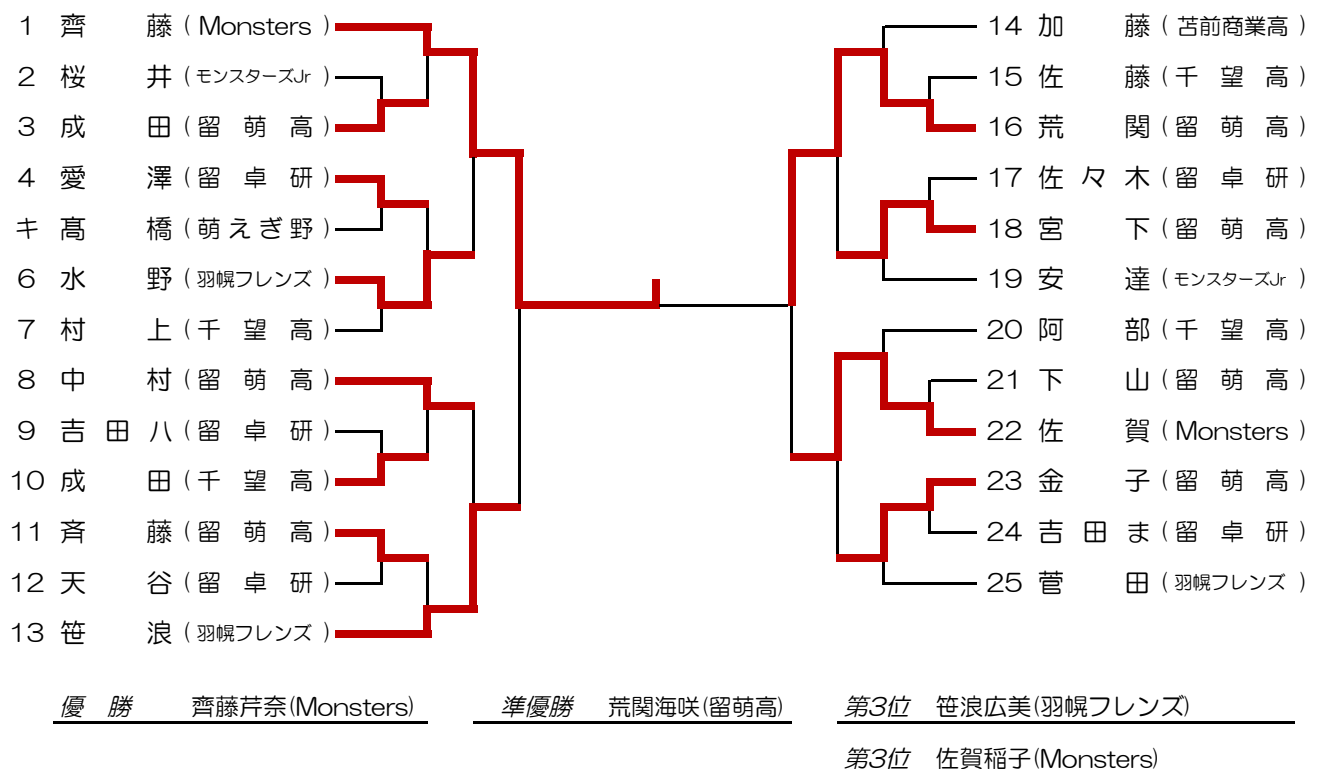 1 齊藤(Monsters)
2 桜井(モンスターズJr)
3 成田(留萌高)
4 愛澤(留卓研)
キ 髙橋(萌えぎ野)
6 水野(羽幌フレンズ)
7 村上(千望高)
8 中村(留萌高)
9 吉田八(留卓研)
10 成田(千望高)
11 斉藤(留萌高)
12 天谷(留卓研)
13 笹浪(羽幌フレンズ)
14 加藤(苫前商業高)
15 佐藤(千望高)
16 荒関(留萌高)
17 佐々木(留卓研)
18 宮下(留萌高)
19 安達(モンスターズJr)
20 阿部(千望高)
21 下山(留萌高)
22 佐賀(Monsters)
23 金子(留萌高)
24 吉田ま(留卓研)
25 菅田(羽幌フレンズ)
優勝 齊藤芹奈(Monsters) 準優勝 荒関海咲(留萌高) 第3位 笹浪広美(羽幌フレンズ)
第3位 佐賀稲子(Monsters)